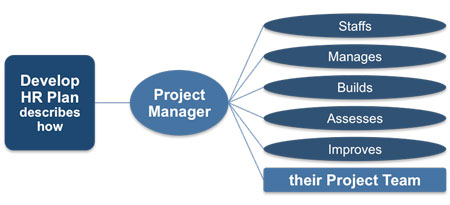 Develop
HR Plan
describes
how
Project
Manager
Staffs
Manages
Builds
Assesses
Improves
their Project Team